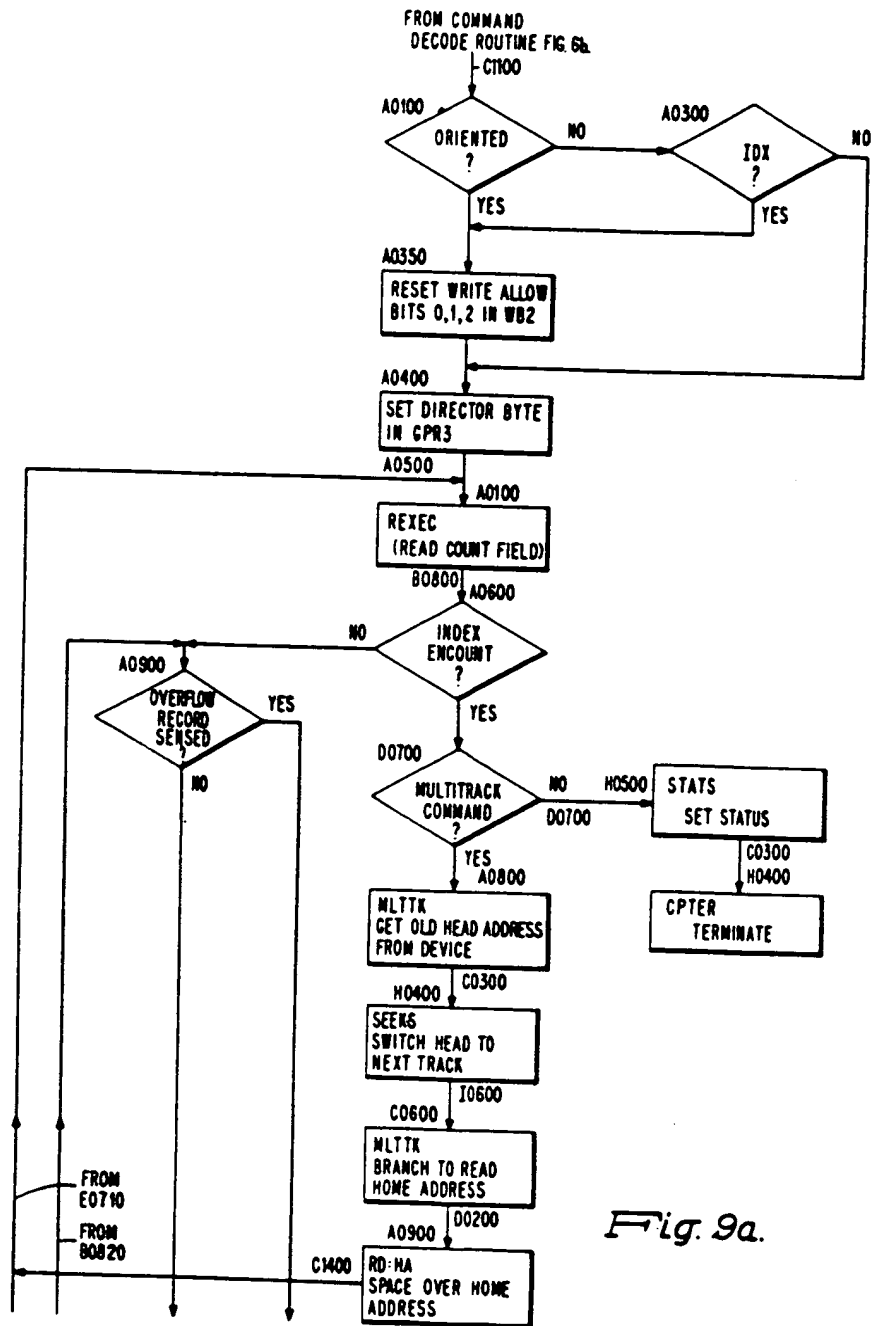 FROM COMMAND
DECODE ROUTINE FIG. 6b.
C1100
A0100
ORIENTED
?
NO
A0300
IDX
?
NO
YES
YES
A0350
RESET WRITE ALLOW
BITS 0,1,2 IN WB2
A0400
SET DIRECTOR BYTE
IN GPR3
A0500
A0100
REXEC
(READ COUNT FIELD)
B0800
A0600
INDEX
ENCOUNT
?
NO
YES
A0900
OVERFLOW
RECORD
SENSED
?
YES
NO
D0700
MULTITRACK
COMMAND
?
NO
D0700
H0500
STATS
SET STATUS
C0300
H0400
CPTER
TERMINATE
YES
A0800
MLTTK
GET OLD HEAD ADDRESS
FROM DEVICE
C0300
H0400
SEEKS
SWITCH HEAD TO
NEXT TRACK
I0600
C0600
MLTTK
BRANCH TO READ
HOME ADDRESS
D0200
A0900
C1400
RD:HA
SPACE OVER HOME
ADDRESS
FROM
E0710
FROM
B0820
Fig. 9a.